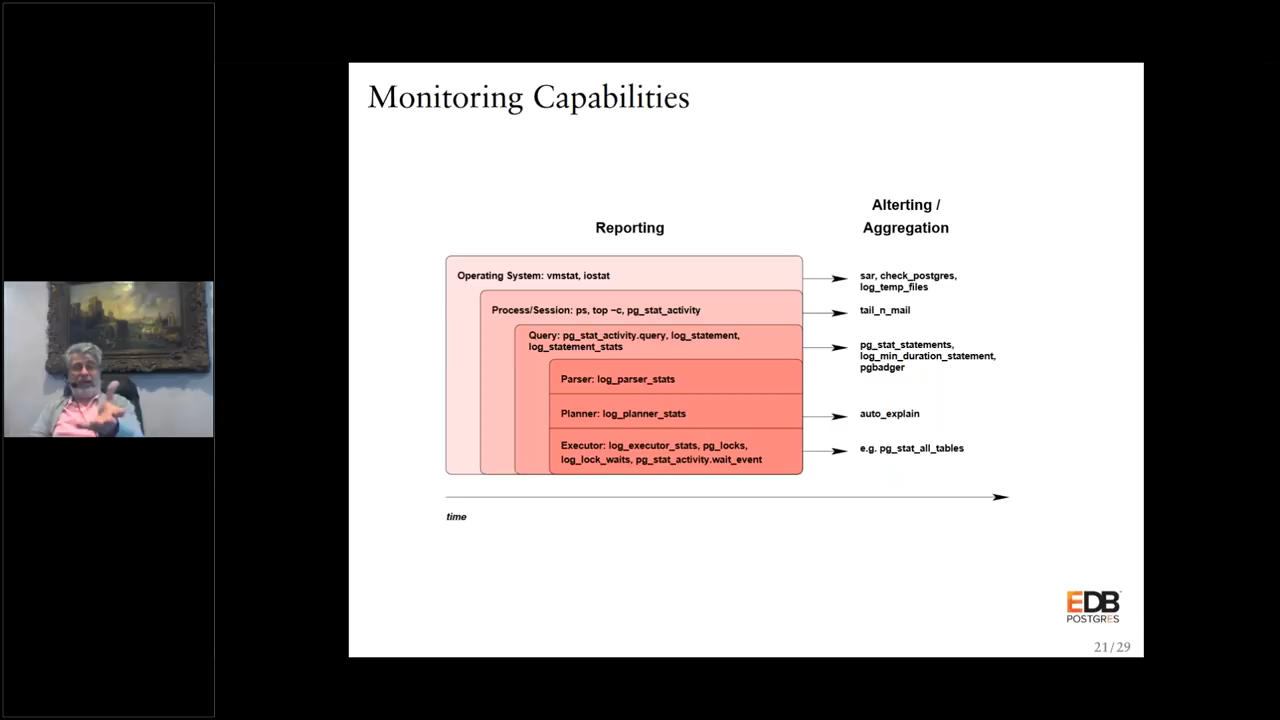 Monitoring Capabilities
Alterting /
Reporting
Aggregation
Operating System: vmstat, iostat
sar, check_postgres,
log_temp_files
Process/Session: ps, top −c, pg_stat_activity
tail_n_mail
Query: pg_stat_activity.query, log_statement,
log_statement_stats
pg_stat_statements,
log_min_duration_statement,
pgbadger
Parser: log_parser_stats
Planner: log_planner_stats
auto_explain
Executor: log_executor_stats, pg_locks,
log_lock_waits, pg_stat_activity.wait_event
e.g. pg_stat_all_tables
time
EDB
POSTGRES
21/29